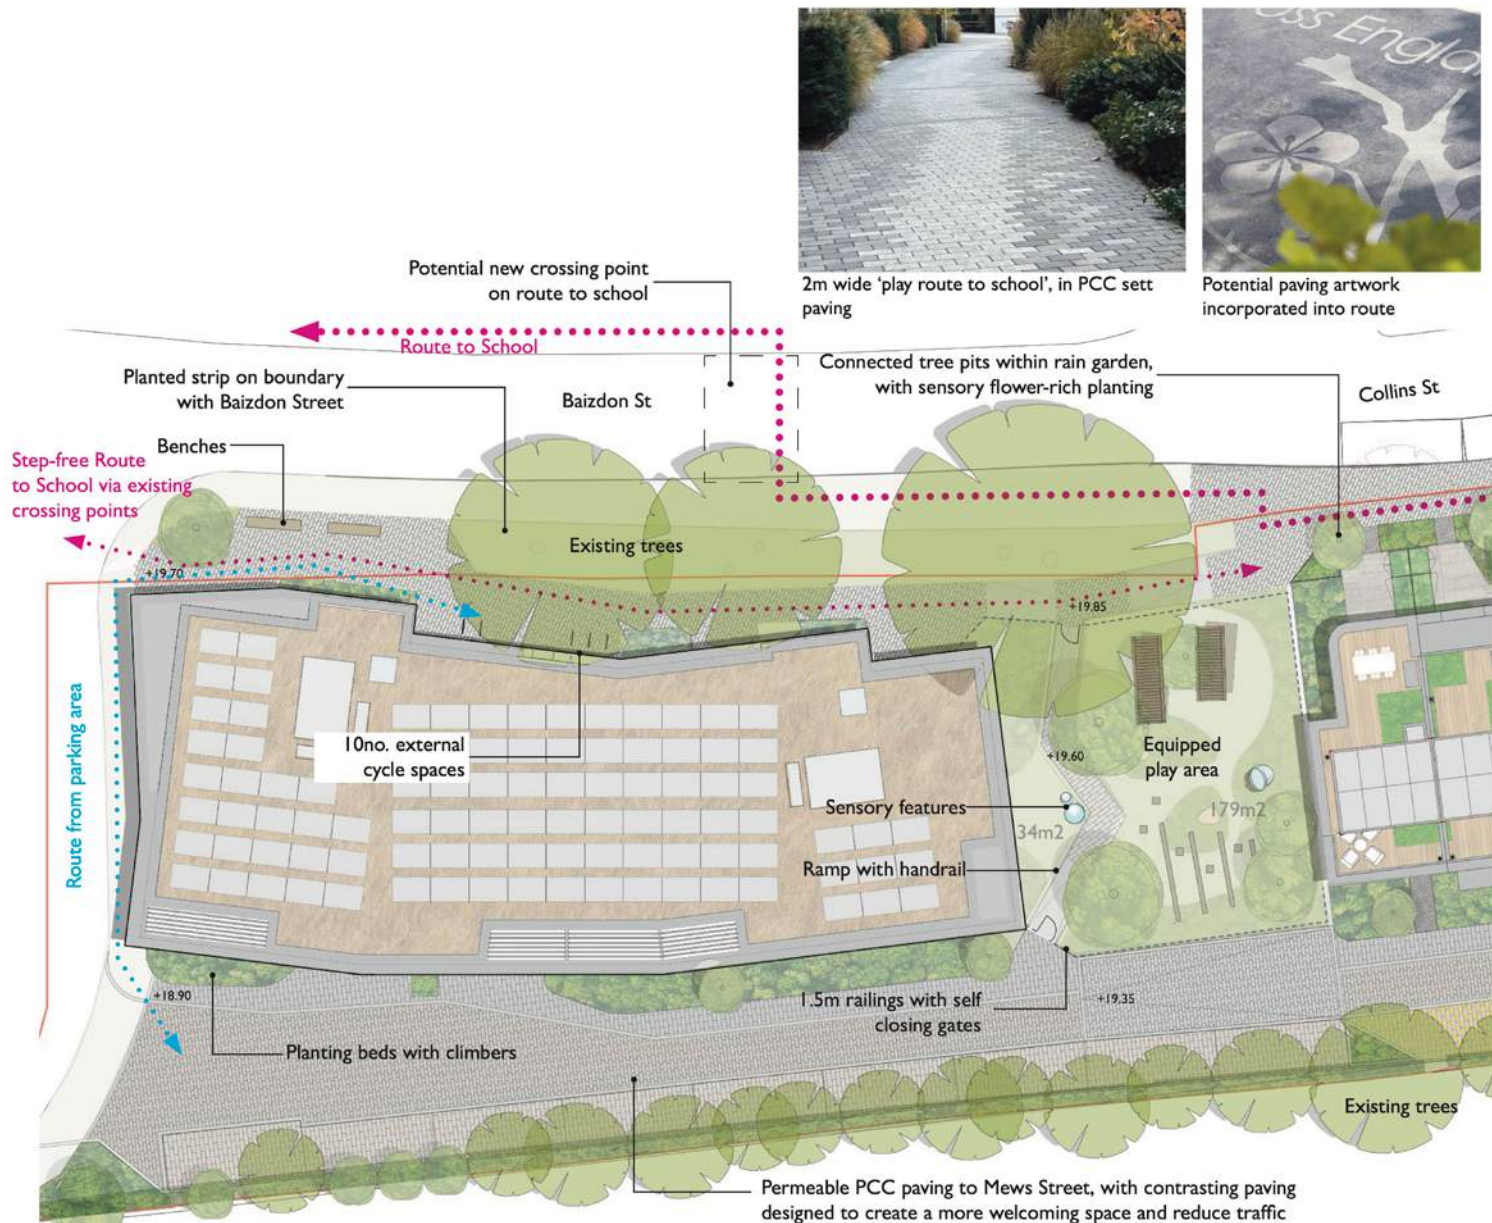 oss Engla
2m wide ‘play route to school’, in PCC sett
paving
Potential paving artwork
incorporated into route
Potential new crossing point
on route to school
Route to School
Planted strip on boundary
with Baizdon Street
Baizdon St
Connected tree pits within rain garden,
with sensory flower-rich planting
Collins St
Benches
Step-free Route
to School via existing
crossing points
Existing trees
+19.70
+19.85
Route from parking area
10no. external
cycle spaces
+19.60
Equipped
play area
Sensory features
34m2
179m2
Ramp with handrail
+18.90
1.5m railings with self
closing gates
+19.35
Planting beds with climbers
Existing trees
Permeable PCC paving to Mews Street, with contrasting paving
designed to create a more welcoming space and reduce traffic